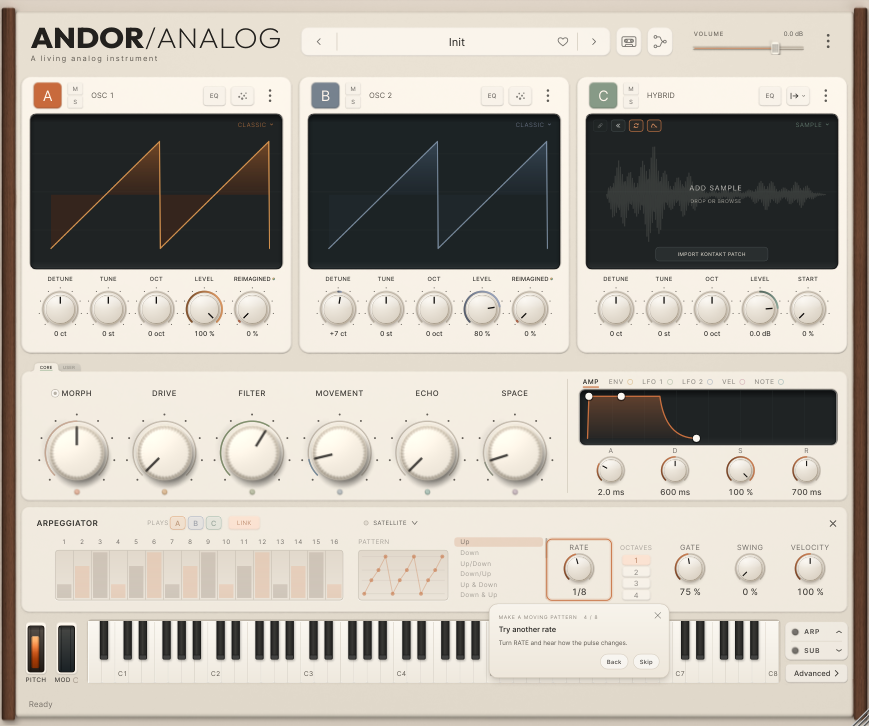 ANDOR/ANALOG
A living analog instrument
Init
VOLUME 0.0 dB
A M S OSC 1 EQ
CLASSIC
DETUNE TUNE OCT LEVEL REIMAGINED
0 ct 0 st 0 oct 100 % 0 %
B M S OSC 2 EQ
CLASSIC
DETUNE TUNE OCT LEVEL REIMAGINED
+7 ct 0 st 0 oct 80 % 0 %
C M S HYBRID EQ
SAMPLE
ADD SAMPLE
DROP OR BROWSE
IMPORT KONTAKT PATCH
DETUNE TUNE OCT LEVEL START
0 ct 0 st 0 oct 0.0 dB 0 %
CORE
MORPH DRIVE FILTER MOVEMENT ECHO SPACE
AMP ENV LFO 1 LFO 2 VEL NOTE
A D S R
2.0 ms 600 ms 100 % 700 ms
ARPEGGIATOR PLAYS A B C LINK SATELLITE
1 2 3 4 5 6 7 8 9 10 11 12 13 14 15 16
PATTERN
Up
Down
Up/Down
Down/Up
Up & Down
Down & Up
RATE
1/8
OCTAVES
1
2
3
4
GATE SWING VELOCITY
75 % 0 % 100 %
MAKE A MOVING PATTERN 4 / 8
Try another rate
Turn RATE and hear how the pulse changes.
Back Skip
PITCH MOD
C1 C2 C3 C4 C7 C8
ARP
SUB
Advanced
Ready